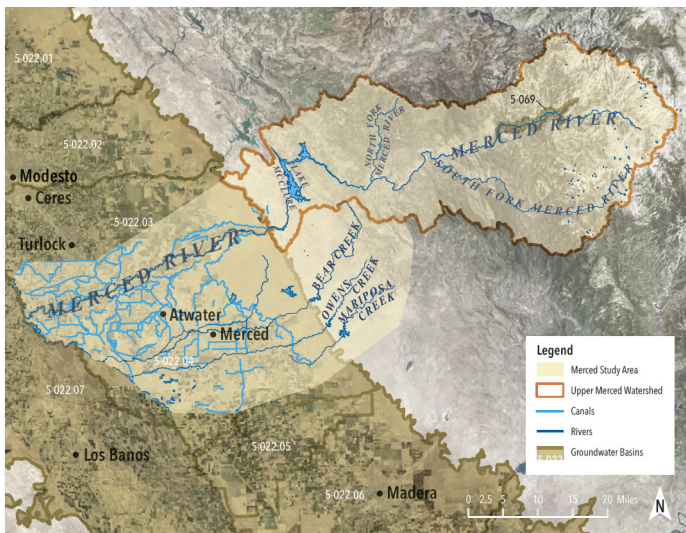 5-022.01
5-022.02
Modesto
Ceres
5-022.03
Turlock
5-069
NORTH FORK
MERCED RIVER
MERCED RIVER
SOUTH FORK MERCED RIVER
LAKE
MCCLURE
MERCED RIVER
BEAR CREEK
OWENS
CREEK
MARIPOSA
CREEK
Atwater
Merced
5-022.04
5-022.07
5-022.05
Los Banos
5-022.06
Madera
Legend
Merced Study Area
Upper Merced Watershed
Canals
Rivers
Groundwater Basins
0 2.5 5 10 15 20 Miles
N